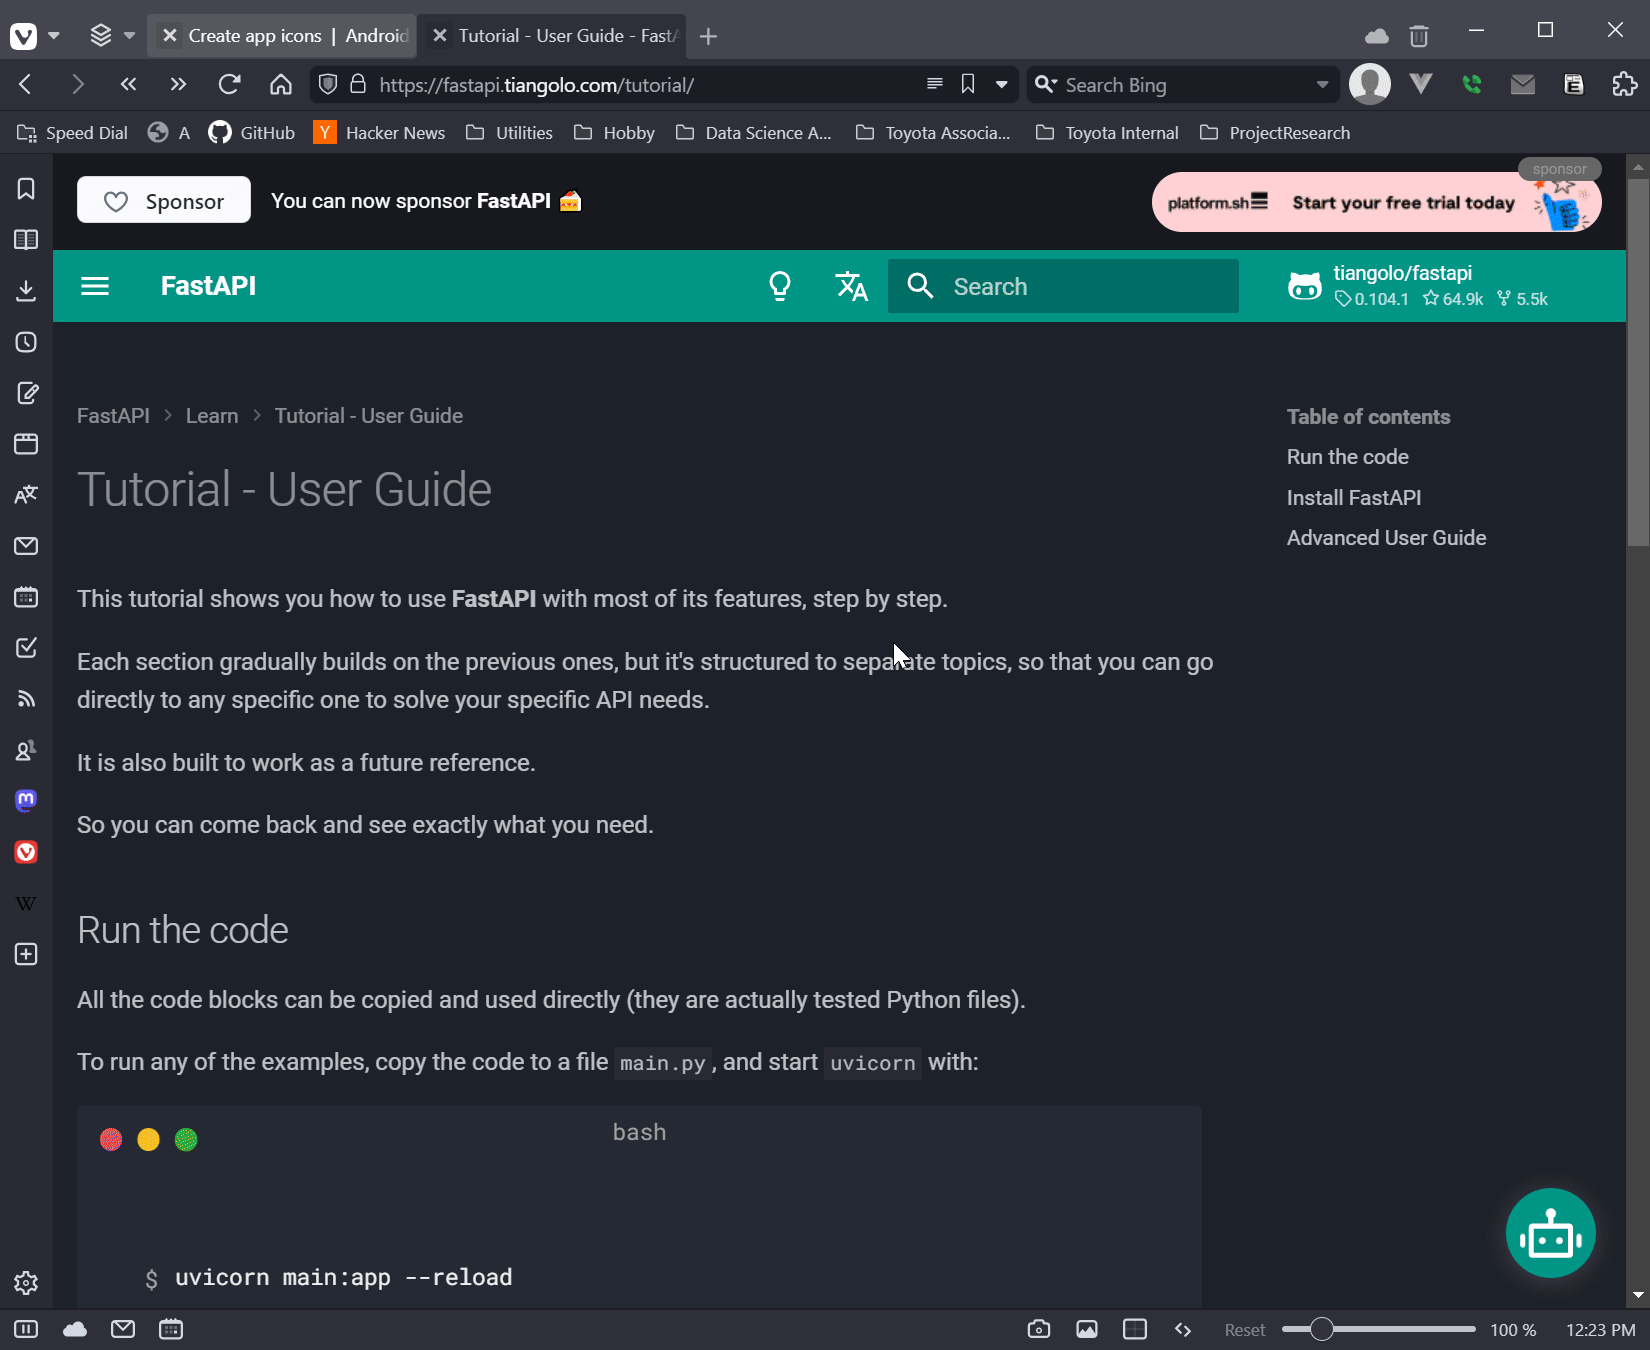 Create app icons | Android
Tutorial - User Guide - FastA
https://fastapi.tiangolo.com/tutorial/
Search Bing
Speed Dial
A
GitHub
Y
Hacker News
Utilities
Hobby
Data Science A...
Toyota Associa...
Toyota Internal
ProjectResearch
Sponsor
You can now sponsor FastAPI 🍰
sponsor
platform.sh
Start your free trial today
FastAPI
Search
tiangolo/fastapi
0.104.1 64.9k 5.5k
FastAPI > Learn > Tutorial - User Guide
Tutorial - User Guide
Table of contents
Run the code
Install FastAPI
Advanced User Guide
This tutorial shows you how to use FastAPI with most of its features, step by step.
Each section gradually builds on the previous ones, but it's structured to separate topics, so that you can go
directly to any specific one to solve your specific API needs.
It is also built to work as a future reference.
So you can come back and see exactly what you need.
Run the code
All the code blocks can be copied and used directly (they are actually tested Python files).
To run any of the examples, copy the code to a file main.py, and start uvicorn with:
bash
$ uvicorn main:app --reload
W
Reset
100 %
12:23 PM